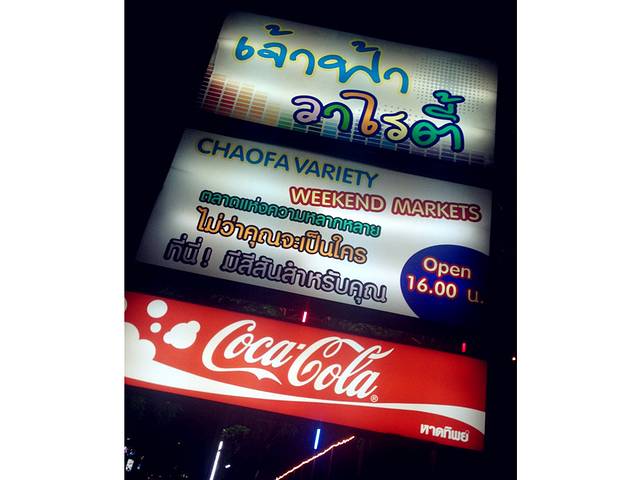 เจ้าฟ้า
วาไรตี้
CHAOFA VARIETY
WEEKEND MARKETS
ตลาดแห่งความหลากหลาย
ไม่ว่าคุณจะเป็นใคร
ที่นี่ ! มีสีสันสำหรับคุณ
Open
16.00 น.
Coca-Cola ®
หาดทิพย์